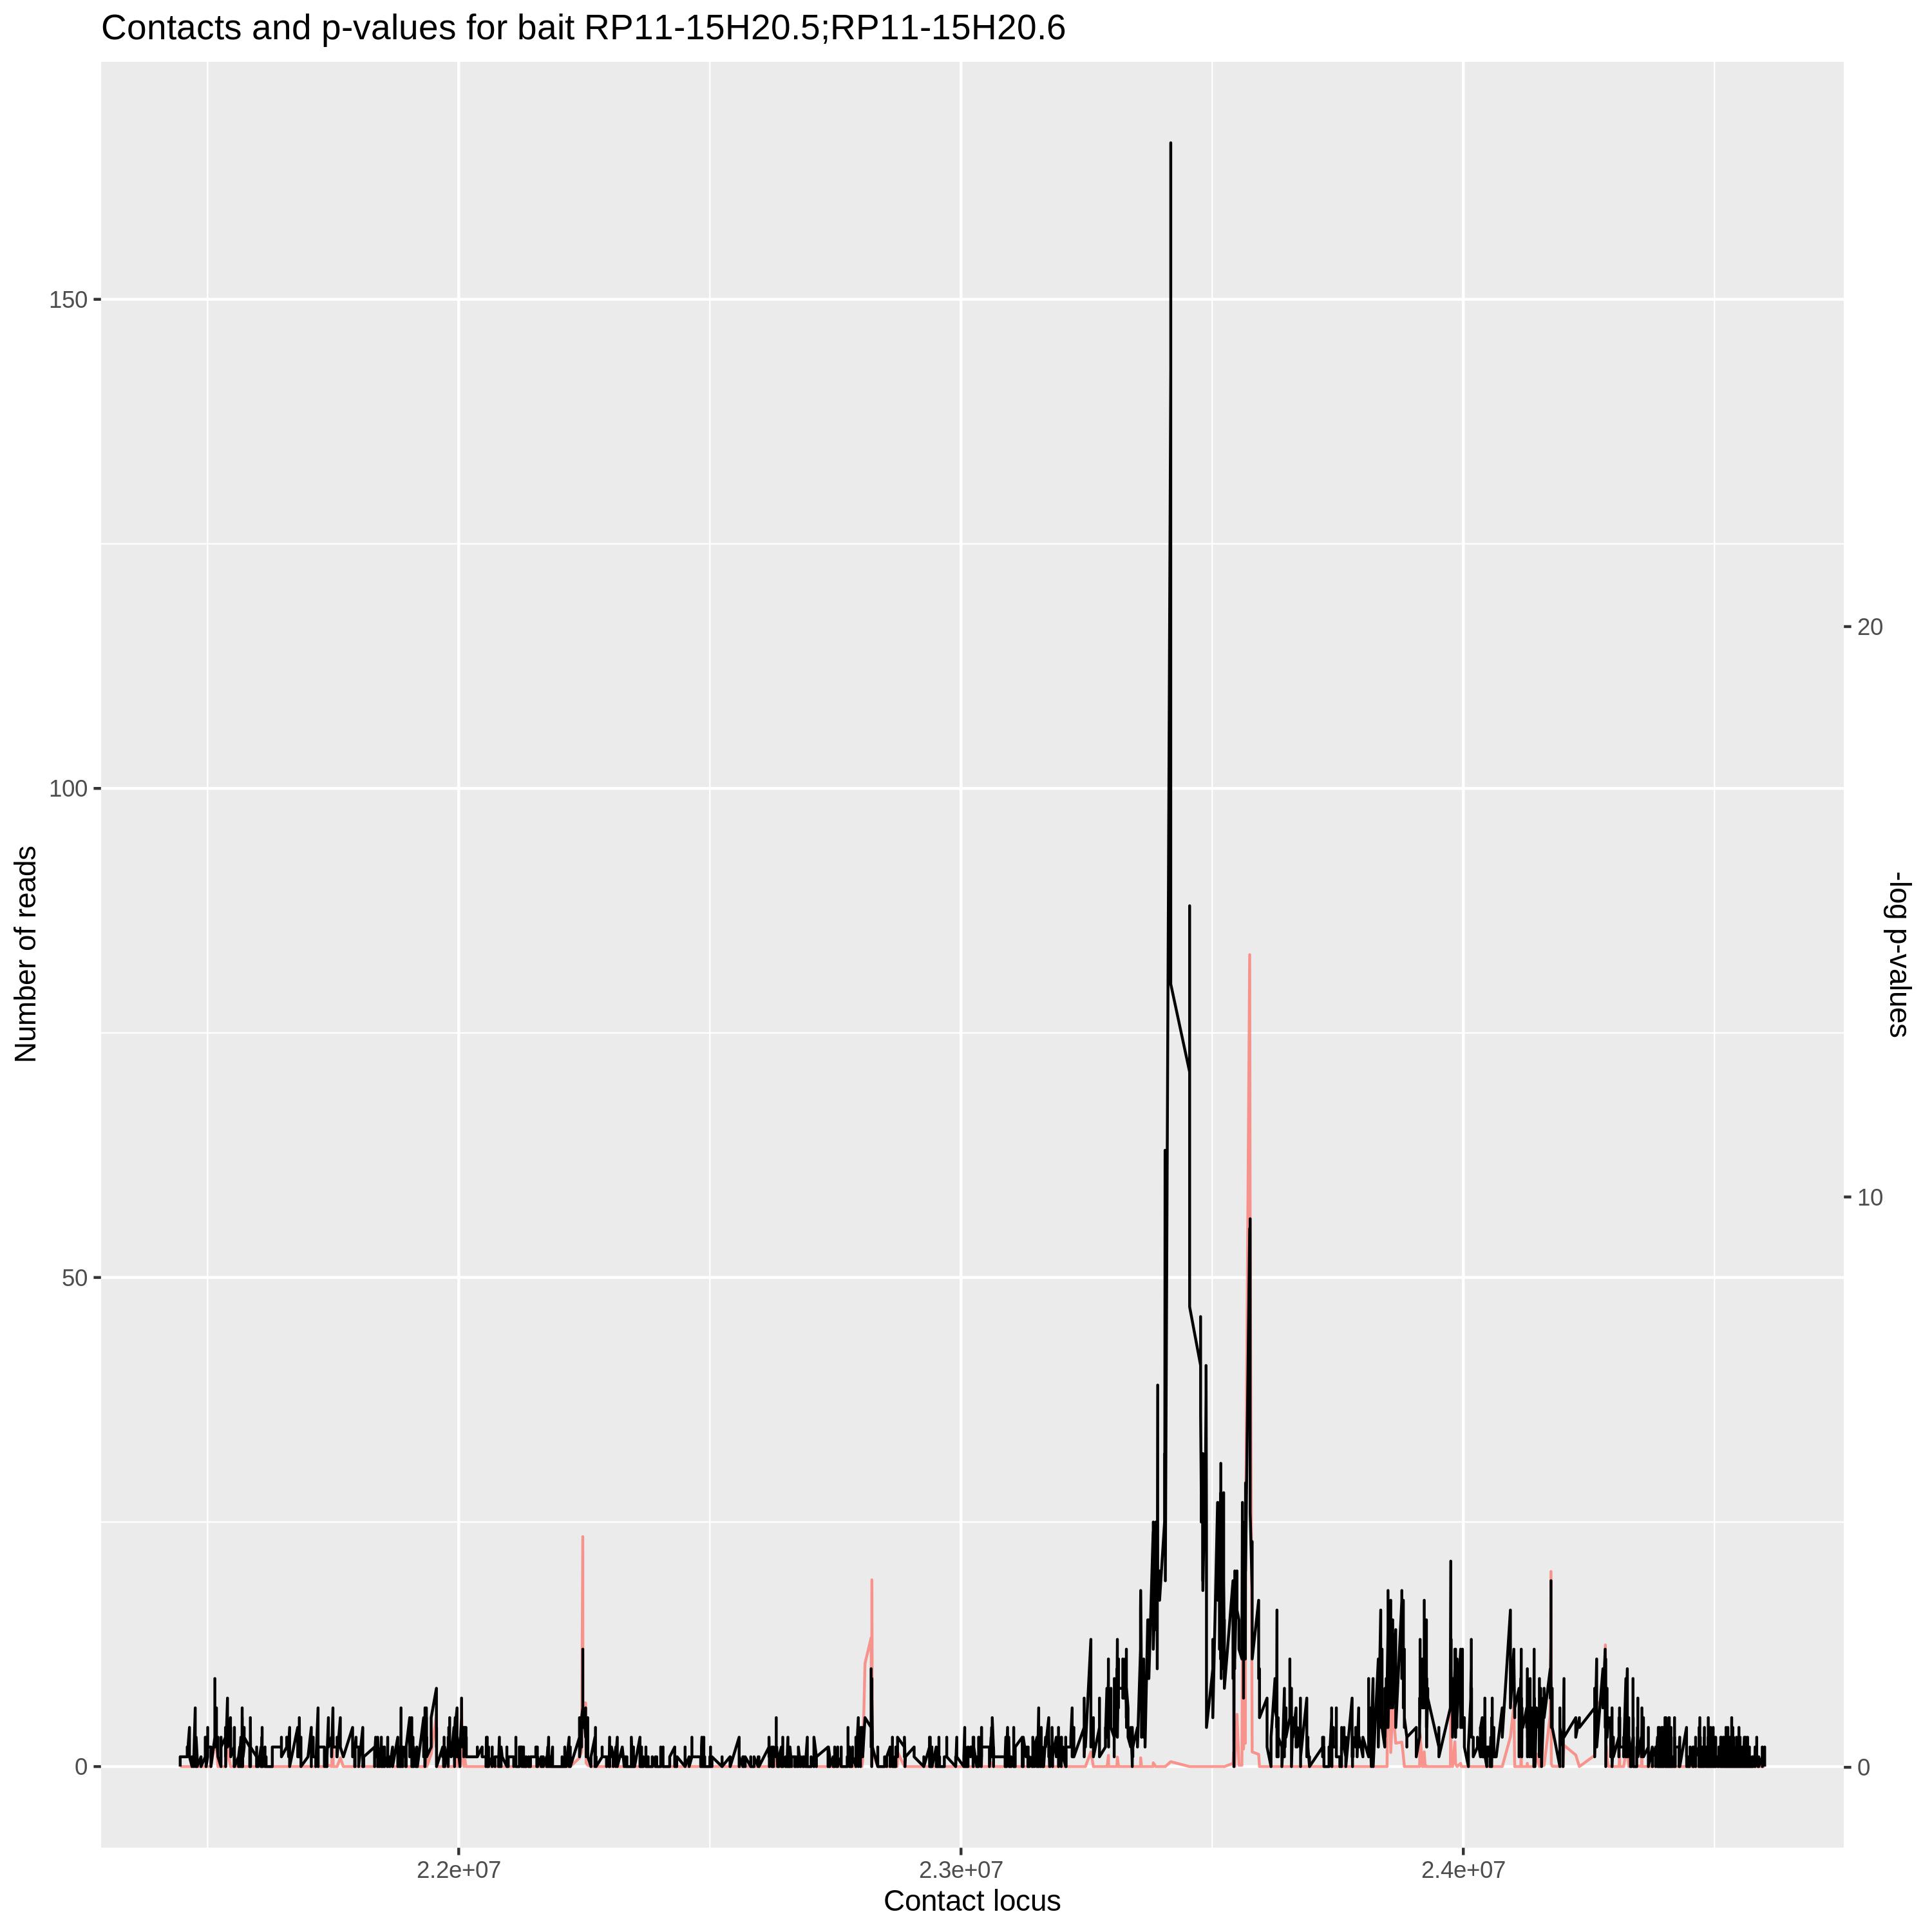 Contacts and p-values for bait RP11-15H20.5;RP11-15H20.6
150
100
50
0
Number of reads
20
10
0
-log p-values
2.2e+07
2.3e+07
2.4e+07
Contact locus